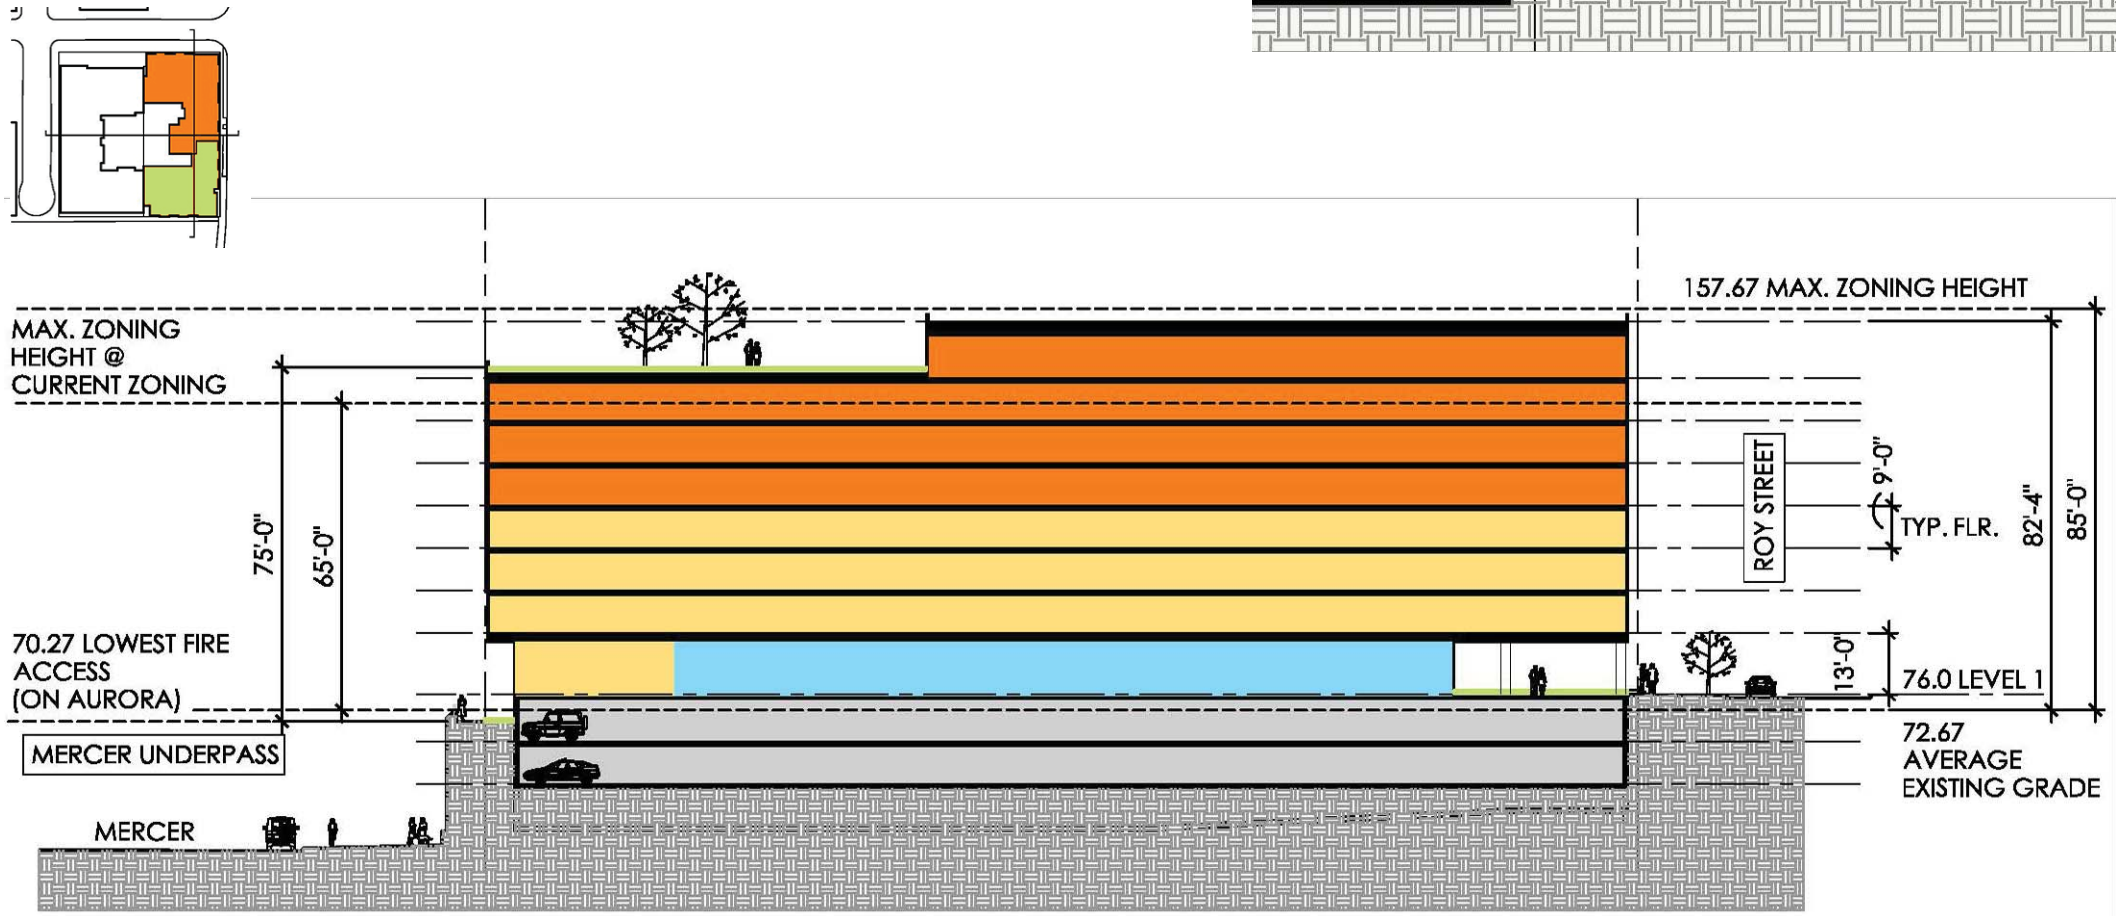 157.67 MAX. ZONING HEIGHT
MAX. ZONING
HEIGHT @
CURRENT ZONING
75'-0"
65'-0"
ROY STREET
9'-0"
TYP. FLR.
82'-4"
85'-0"
70.27 LOWEST FIRE
ACCESS
(ON AURORA)
13'-0"
76.0 LEVEL 1
MERCER UNDERPASS
72.67
AVERAGE
EXISTING GRADE
MERCER